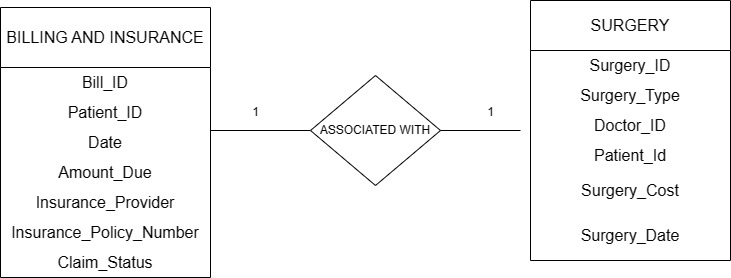 BILLING AND INSURANCE
Bill_ID
Patient_ID
Date
Amount_Due
Insurance_Provider
Insurance_Policy_Number
Claim_Status
1
ASSOCIATED WITH
1
SURGERY
Surgery_ID
Surgery_Type
Doctor_ID
Patient_Id
Surgery_Cost
Surgery_Date